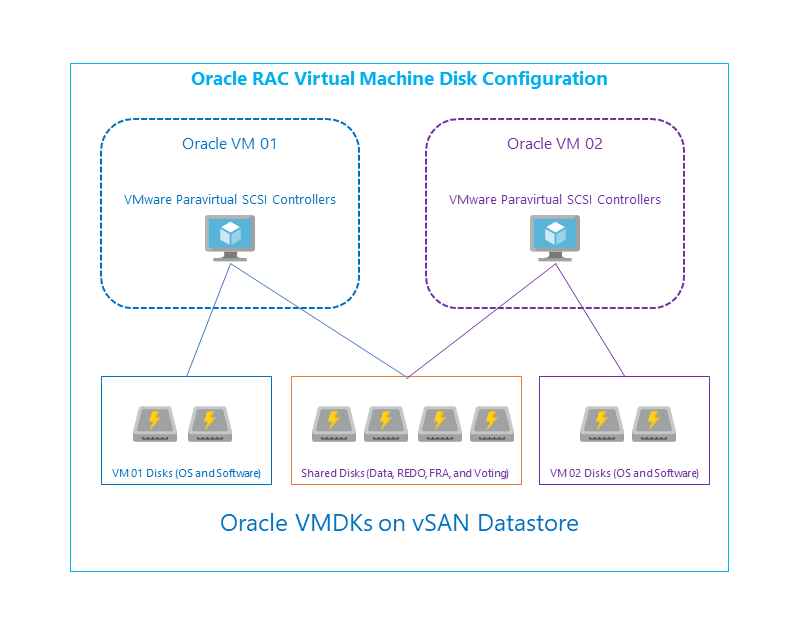 Oracle RAC Virtual Machine Disk Configuration
Oracle VM 01
Oracle VM 02
VMware Paravirtual SCSI Controllers
VMware Paravirtual SCSI Controllers
VM 01 Disks (OS and Software)
Shared Disks (Data, REDO, FRA, and Voting)
VM 02 Disks (OS and Software)
Oracle VMDKs on vSAN Datastore